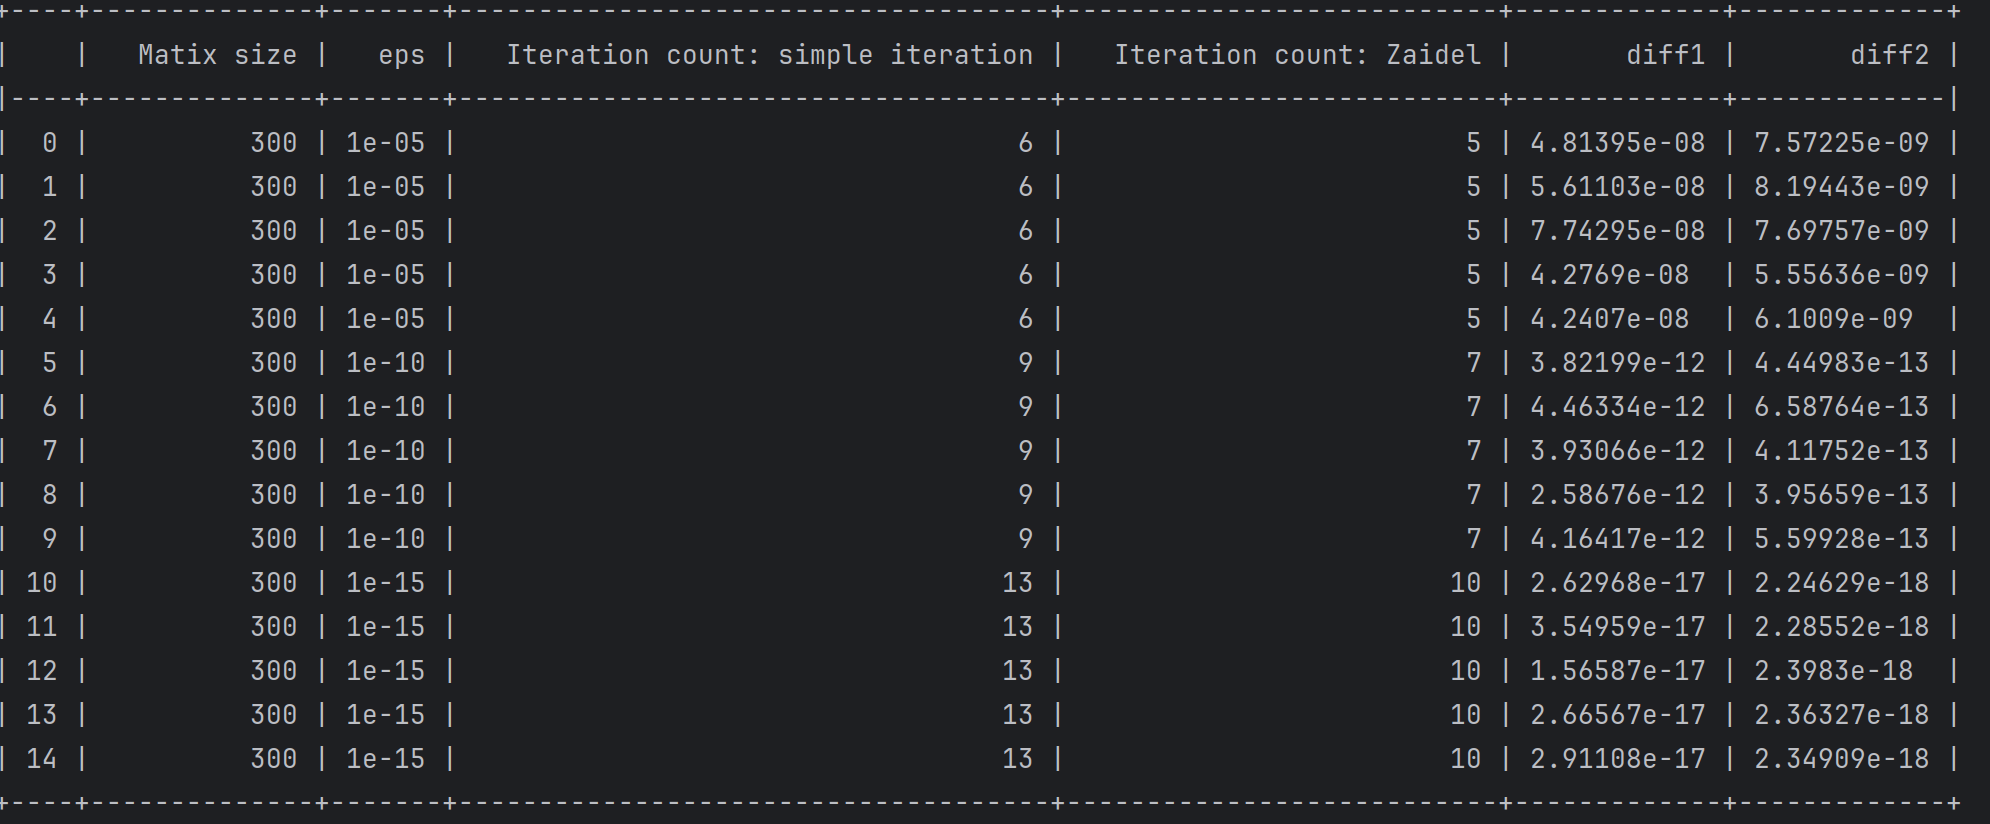 +----+--------------+-------+-------------------------------------+---------------------------+-------------+-------------+
|    |   Matix size |   eps |   Iteration count: simple iteration |   Iteration count: Zaidel |       diff1 |       diff2 |
|----+--------------+-------+-------------------------------------+---------------------------+-------------+-------------|
|  0 |          300 | 1e-05 |                                   6 |                         5 | 4.81395e-08 | 7.57225e-09 |
|  1 |          300 | 1e-05 |                                   6 |                         5 | 5.61103e-08 | 8.19443e-09 |
|  2 |          300 | 1e-05 |                                   6 |                         5 | 7.74295e-08 | 7.69757e-09 |
|  3 |          300 | 1e-05 |                                   6 |                         5 | 4.2769e-08  | 5.55636e-09 |
|  4 |          300 | 1e-05 |                                   6 |                         5 | 4.2407e-08  | 6.1009e-09  |
|  5 |          300 | 1e-10 |                                   9 |                         7 | 3.82199e-12 | 4.44983e-13 |
|  6 |          300 | 1e-10 |                                   9 |                         7 | 4.46334e-12 | 6.58764e-13 |
|  7 |          300 | 1e-10 |                                   9 |                         7 | 3.93066e-12 | 4.11752e-13 |
|  8 |          300 | 1e-10 |                                   9 |                         7 | 2.58676e-12 | 3.95659e-13 |
|  9 |          300 | 1e-10 |                                   9 |                         7 | 4.16417e-12 | 5.59928e-13 |
| 10 |          300 | 1e-15 |                                  13 |                        10 | 2.62968e-17 | 2.24629e-18 |
| 11 |          300 | 1e-15 |                                  13 |                        10 | 3.54959e-17 | 2.28552e-18 |
| 12 |          300 | 1e-15 |                                  13 |                        10 | 1.56587e-17 | 2.3983e-18  |
| 13 |          300 | 1e-15 |                                  13 |                        10 | 2.66567e-17 | 2.36327e-18 |
| 14 |          300 | 1e-15 |                                  13 |                        10 | 2.91108e-17 | 2.34909e-18 |
+----+--------------+-------+-------------------------------------+---------------------------+-------------+-------------+